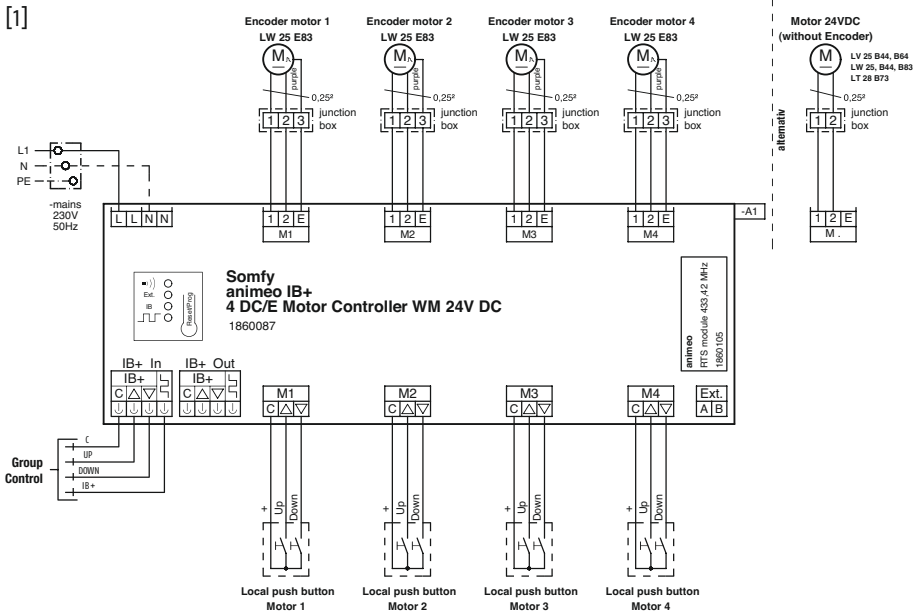 [1]
Encoder motor 1
LW 25 E83
M
purple
0,25²
1 2 3
junction
box
Encoder motor 2
LW 25 E83
M
purple
0,25²
1 2 3
junction
box
Encoder motor 3
LW 25 E83
M
purple
0,25²
1 2 3
junction
box
Encoder motor 4
LW 25 E83
M
purple
0,25²
1 2 3
junction
box
alternativ
Motor 24VDC
(without Encoder)
M
LV 25 B44, B64
LW 25, B44, B83
LT 28 B73
0,25²
1 2
junction
box
L1
N
PE
-mains
230V
50Hz
L L N N
1 2 E
M1
1 2 E
M2
1 2 E
M3
1 2 E
M4
-A1
1 2 E
M .
Ext.
IB
Reset/Prog
Somfy
animeo IB+
4 DC/E Motor Controller WM 24V DC
1860087
animeo
RTS module 433,42 MHz
1860105
IB+ In
IB+
C
IB+ Out
IB+
C
M1
C
M2
C
M3
C
M4
C
Ext.
A B
Group
Control
C
UP
DOWN
IB+
+
Up
Down
+
Up
Down
+
Up
Down
+
Up
Down
Local push button
Motor 1
Local push button
Motor 2
Local push button
Motor 3
Local push button
Motor 4